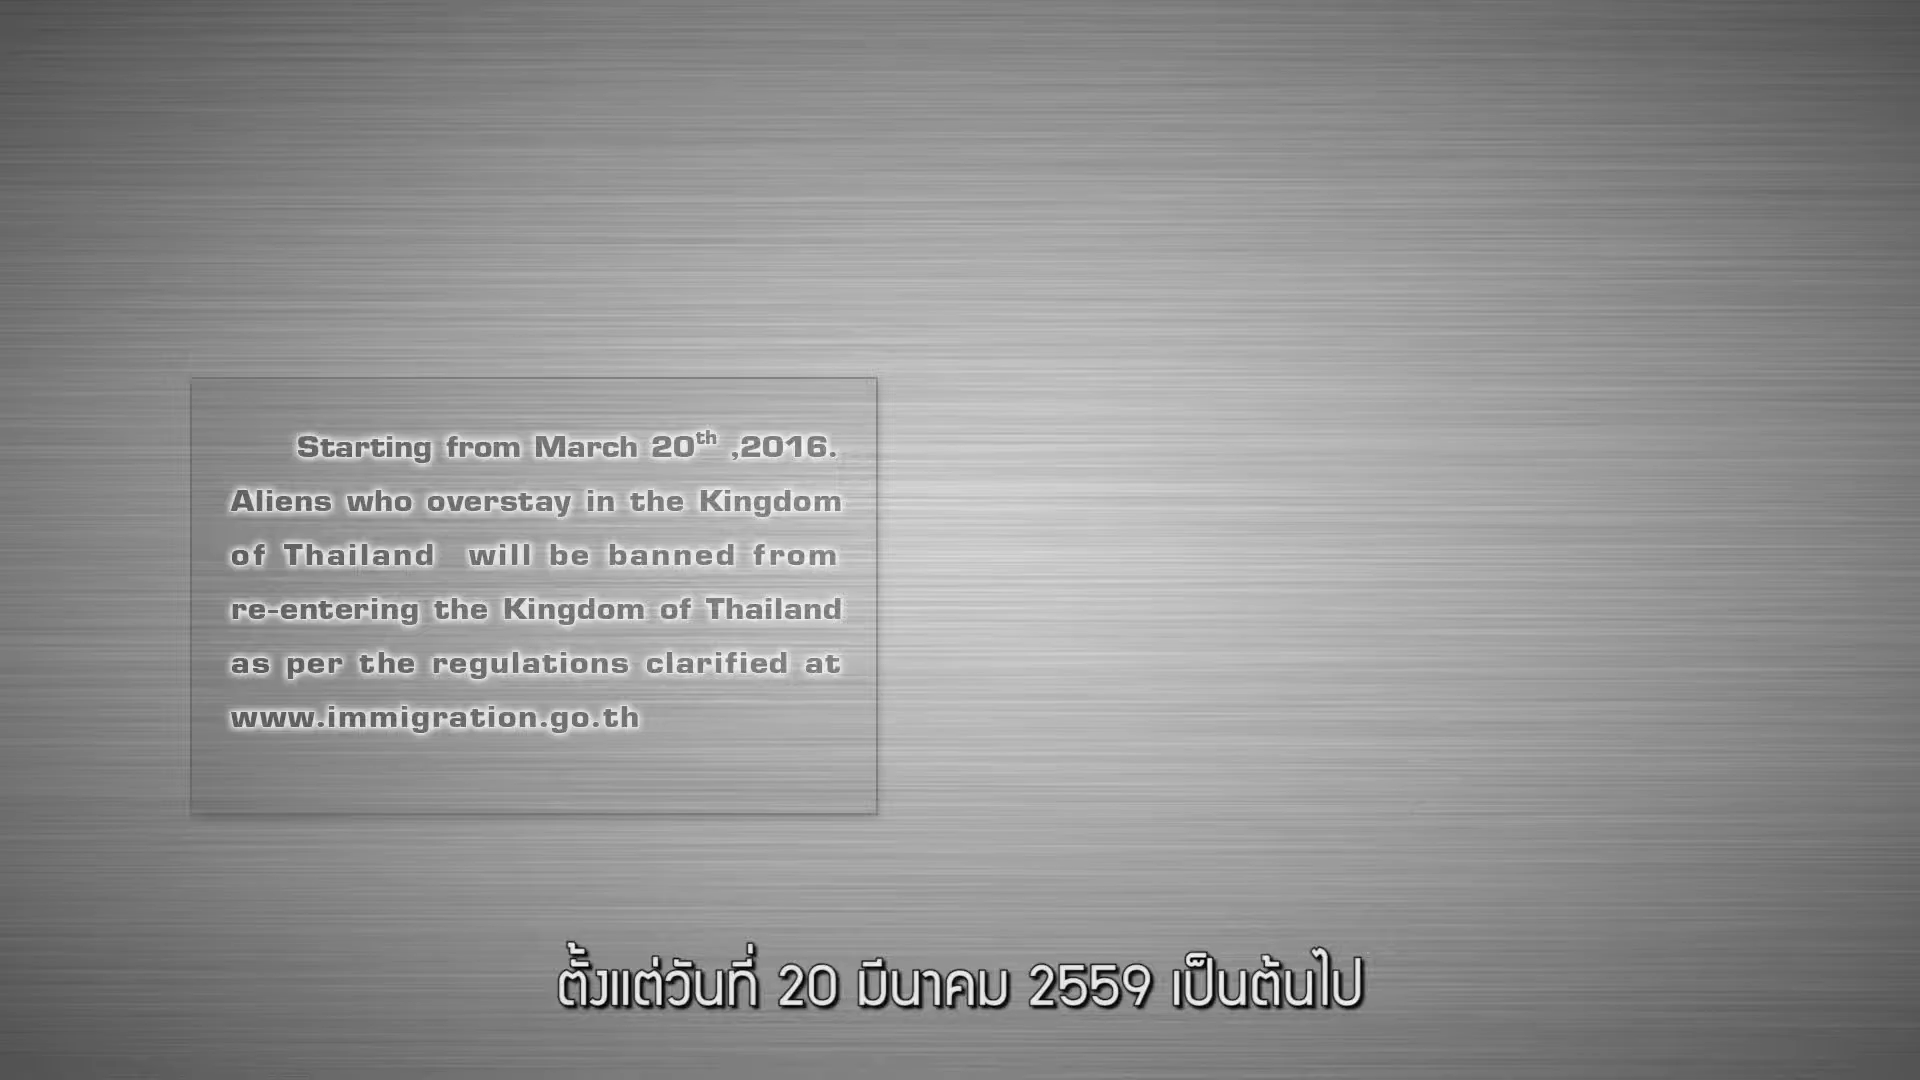 Starting from March 20th ,2016.
Aliens who overstay in the Kingdom
of Thailand will be banned from
re-entering the Kingdom of Thailand
as per the regulations clarified at
www.immigration.go.th
ตั้งแต่วันที่ 20 มีนาคม 2559 เป็นต้นไป